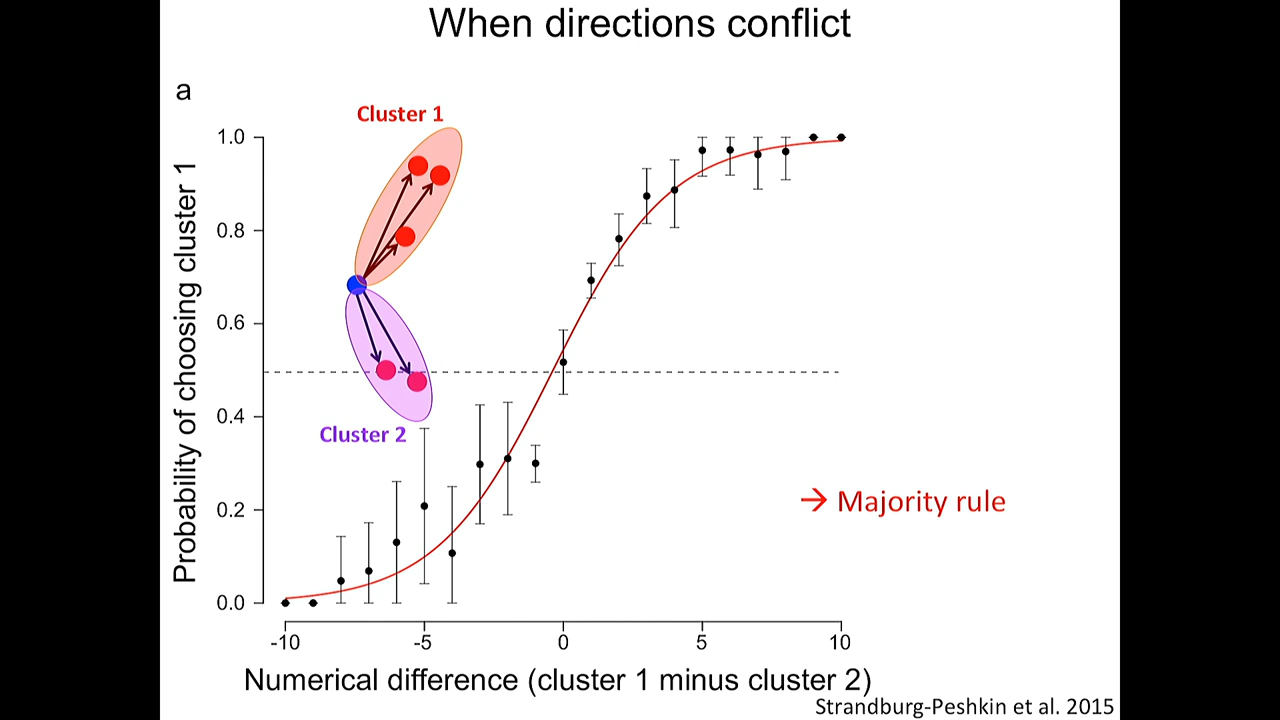 When directions conflict
a
Cluster 1
Cluster 2
Probability of choosing cluster 1
1.0
0.8
0.6
0.4
0.2
0.0
-10
-5
0
5
10
Numerical difference (cluster 1 minus cluster 2)
→ Majority rule
Strandburg-Peshkin et al. 2015